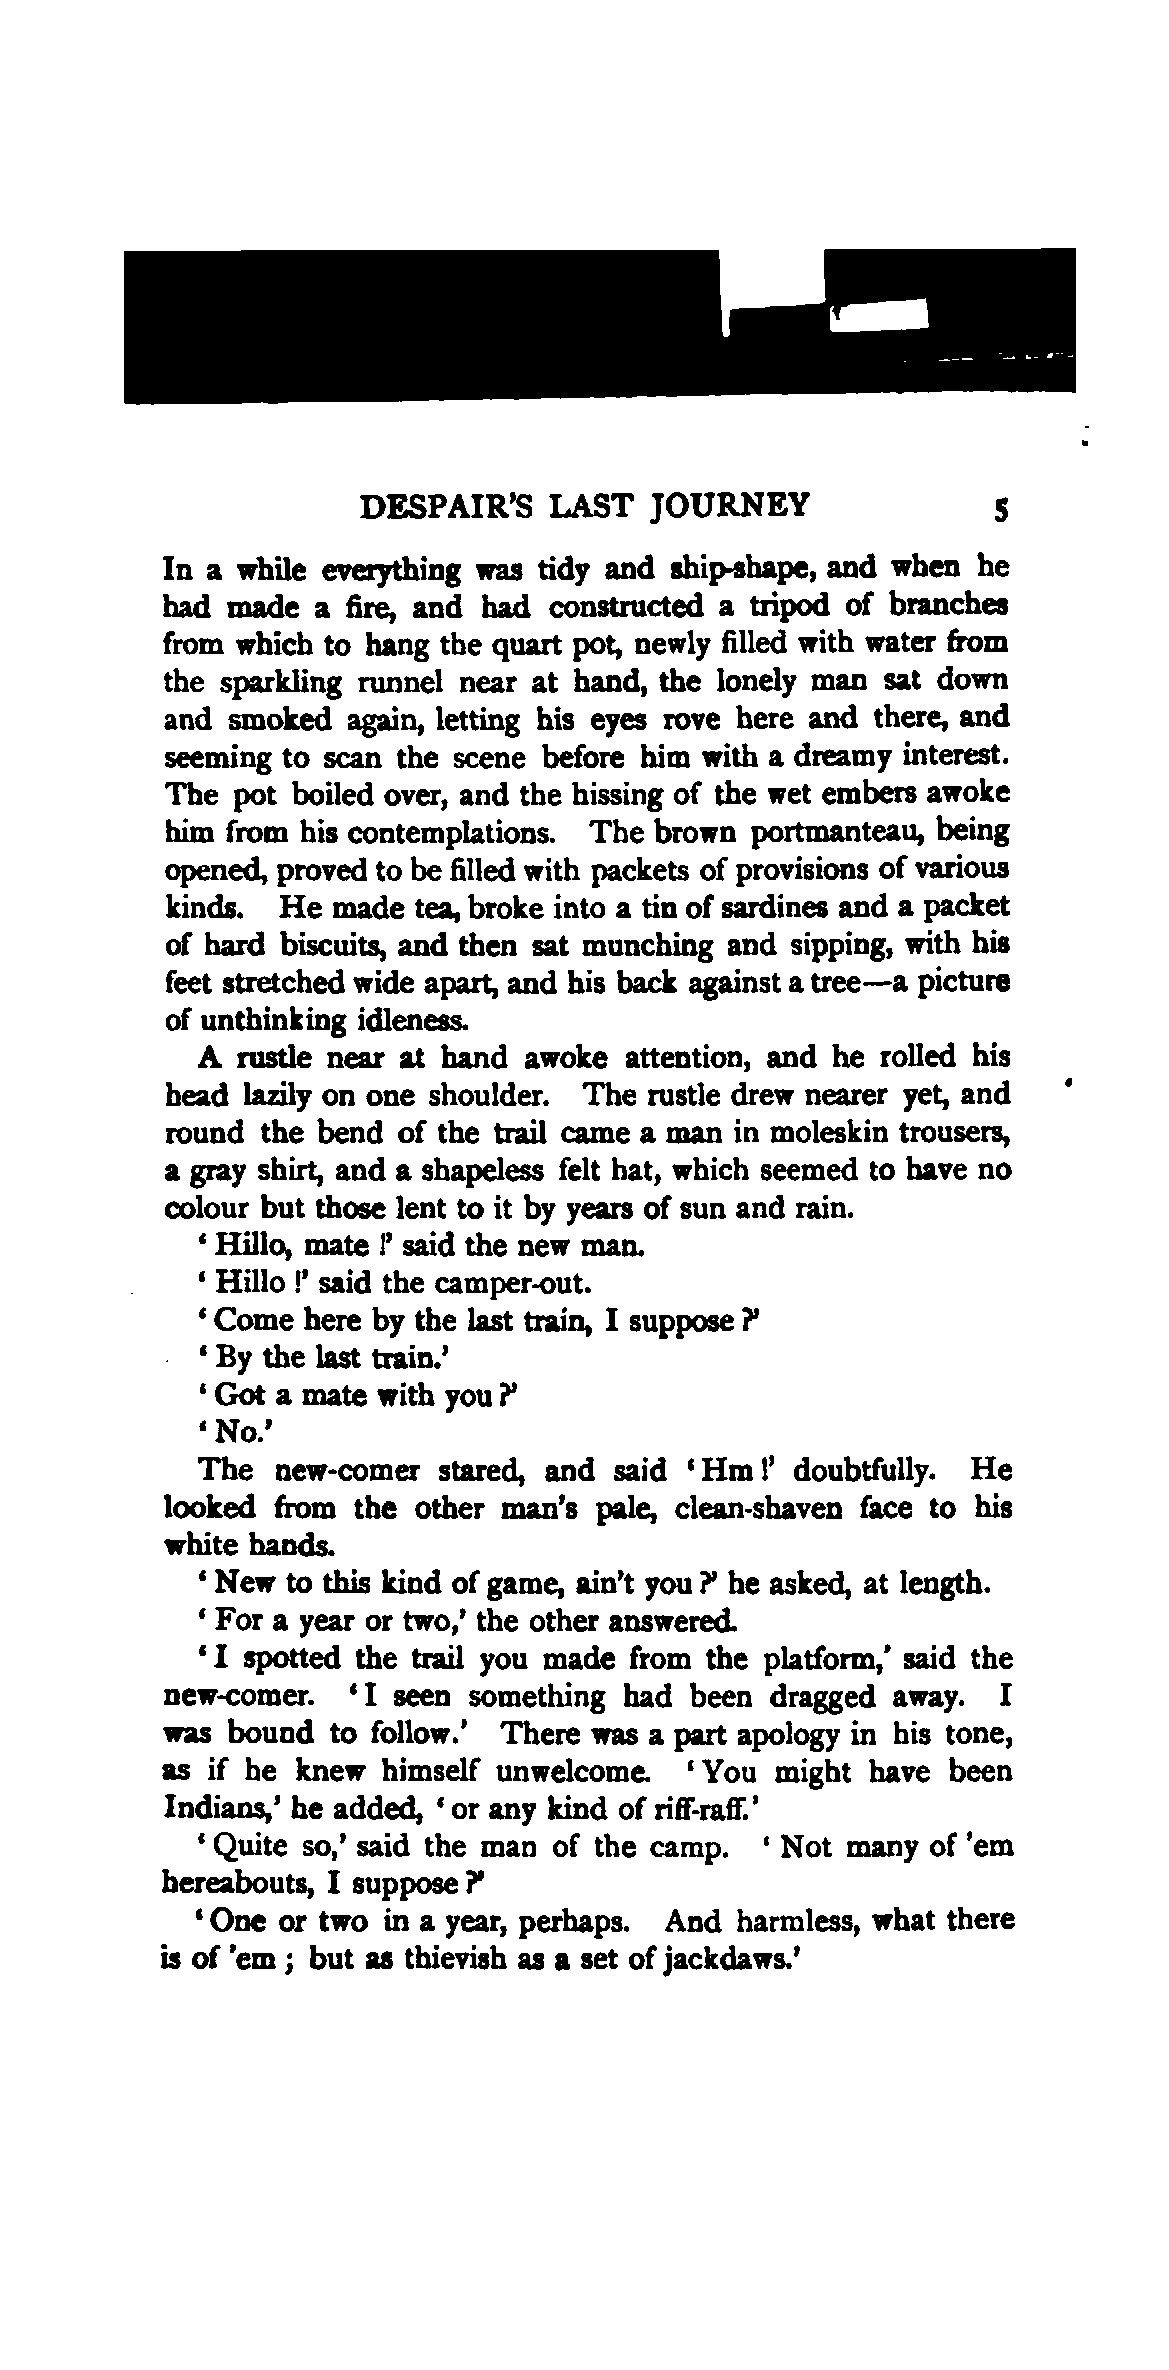 DESPAIR'S LAST JOURNEY 5
In a while everything was tidy and ship-shape, and when he
had made a fire, and had constructed a tripod of branches
from which to hang the quart pot, newly filled with water from
the sparkling runnel near at hand, the lonely man sat down
and smoked again, letting his eyes rove here and there, and
seeming to scan the scene before him with a dreamy interest.
The pot boiled over, and the hissing of the wet embers awoke
him from his contemplations. The brown portmanteau, being
opened, proved to be filled with packets of provisions of various
kinds. He made tea, broke into a tin of sardines and a packet
of hard biscuits, and then sat munching and sipping, with his
feet stretched wide apart, and his back against a tree—a picture
of unthinking idleness.
A rustle near at hand awoke attention, and he rolled his
head lazily on one shoulder. The rustle drew nearer yet, and
round the bend of the trail came a man in moleskin trousers,
a gray shirt, and a shapeless felt hat, which seemed to have no
colour but those lent to it by years of sun and rain.
‘Hillo, mate!’ said the new man.
‘Hillo!’ said the camper-out.
‘Come here by the last train, I suppose?’
‘By the last train.’
‘Got a mate with you?’
‘No.’
The new-comer stared, and said ‘Hm!’ doubtfully. He
looked from the other man's pale, clean-shaven face to his
white hands.
‘New to this kind of game, ain't you?’ he asked, at length.
‘For a year or two,’ the other answered.
‘I spotted the trail you made from the platform,’ said the
new-comer. ‘I seen something had been dragged away. I
was bound to follow.’ There was a part apology in his tone,
as if he knew himself unwelcome. ‘You might have been
Indians,’ he added, ‘or any kind of riff-raff.’
‘Quite so,’ said the man of the camp. ‘Not many of 'em
hereabouts, I suppose?’
‘One or two in a year, perhaps. And harmless, what there
is of 'em; but as thievish as a set of jackdaws.’